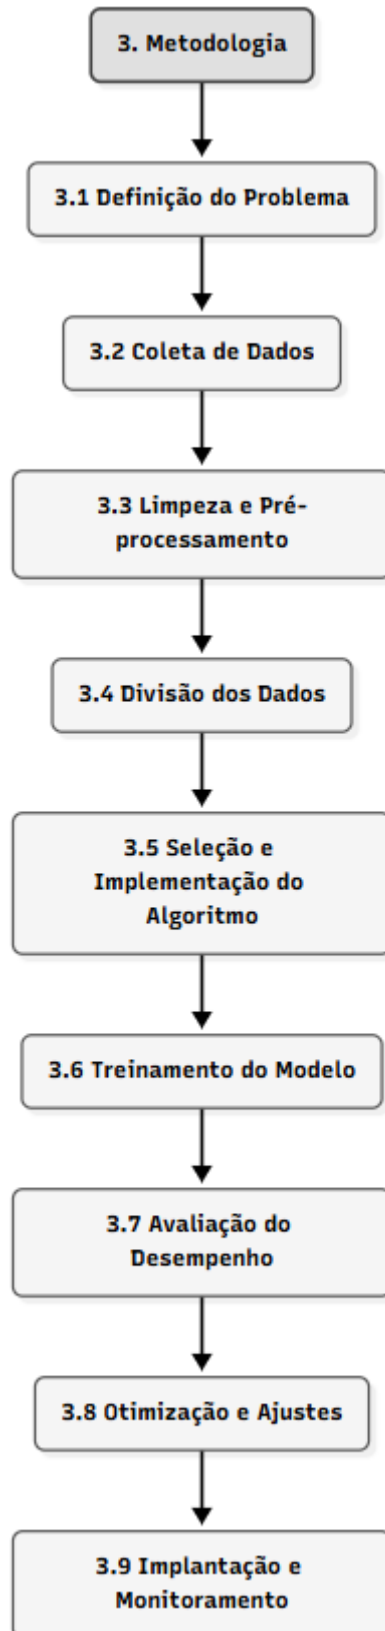 3. Metodologia
3.1 Definição do Problema
3.2 Coleta de Dados
3.3 Limpeza e Pré-
processamento
3.4 Divisão dos Dados
3.5 Seleção e
Implementação do
Algoritmo
3.6 Treinamento do Modelo
3.7 Avaliação do
Desempenho
3.8 Otimização e Ajustes
3.9 Implantação e
Monitoramento